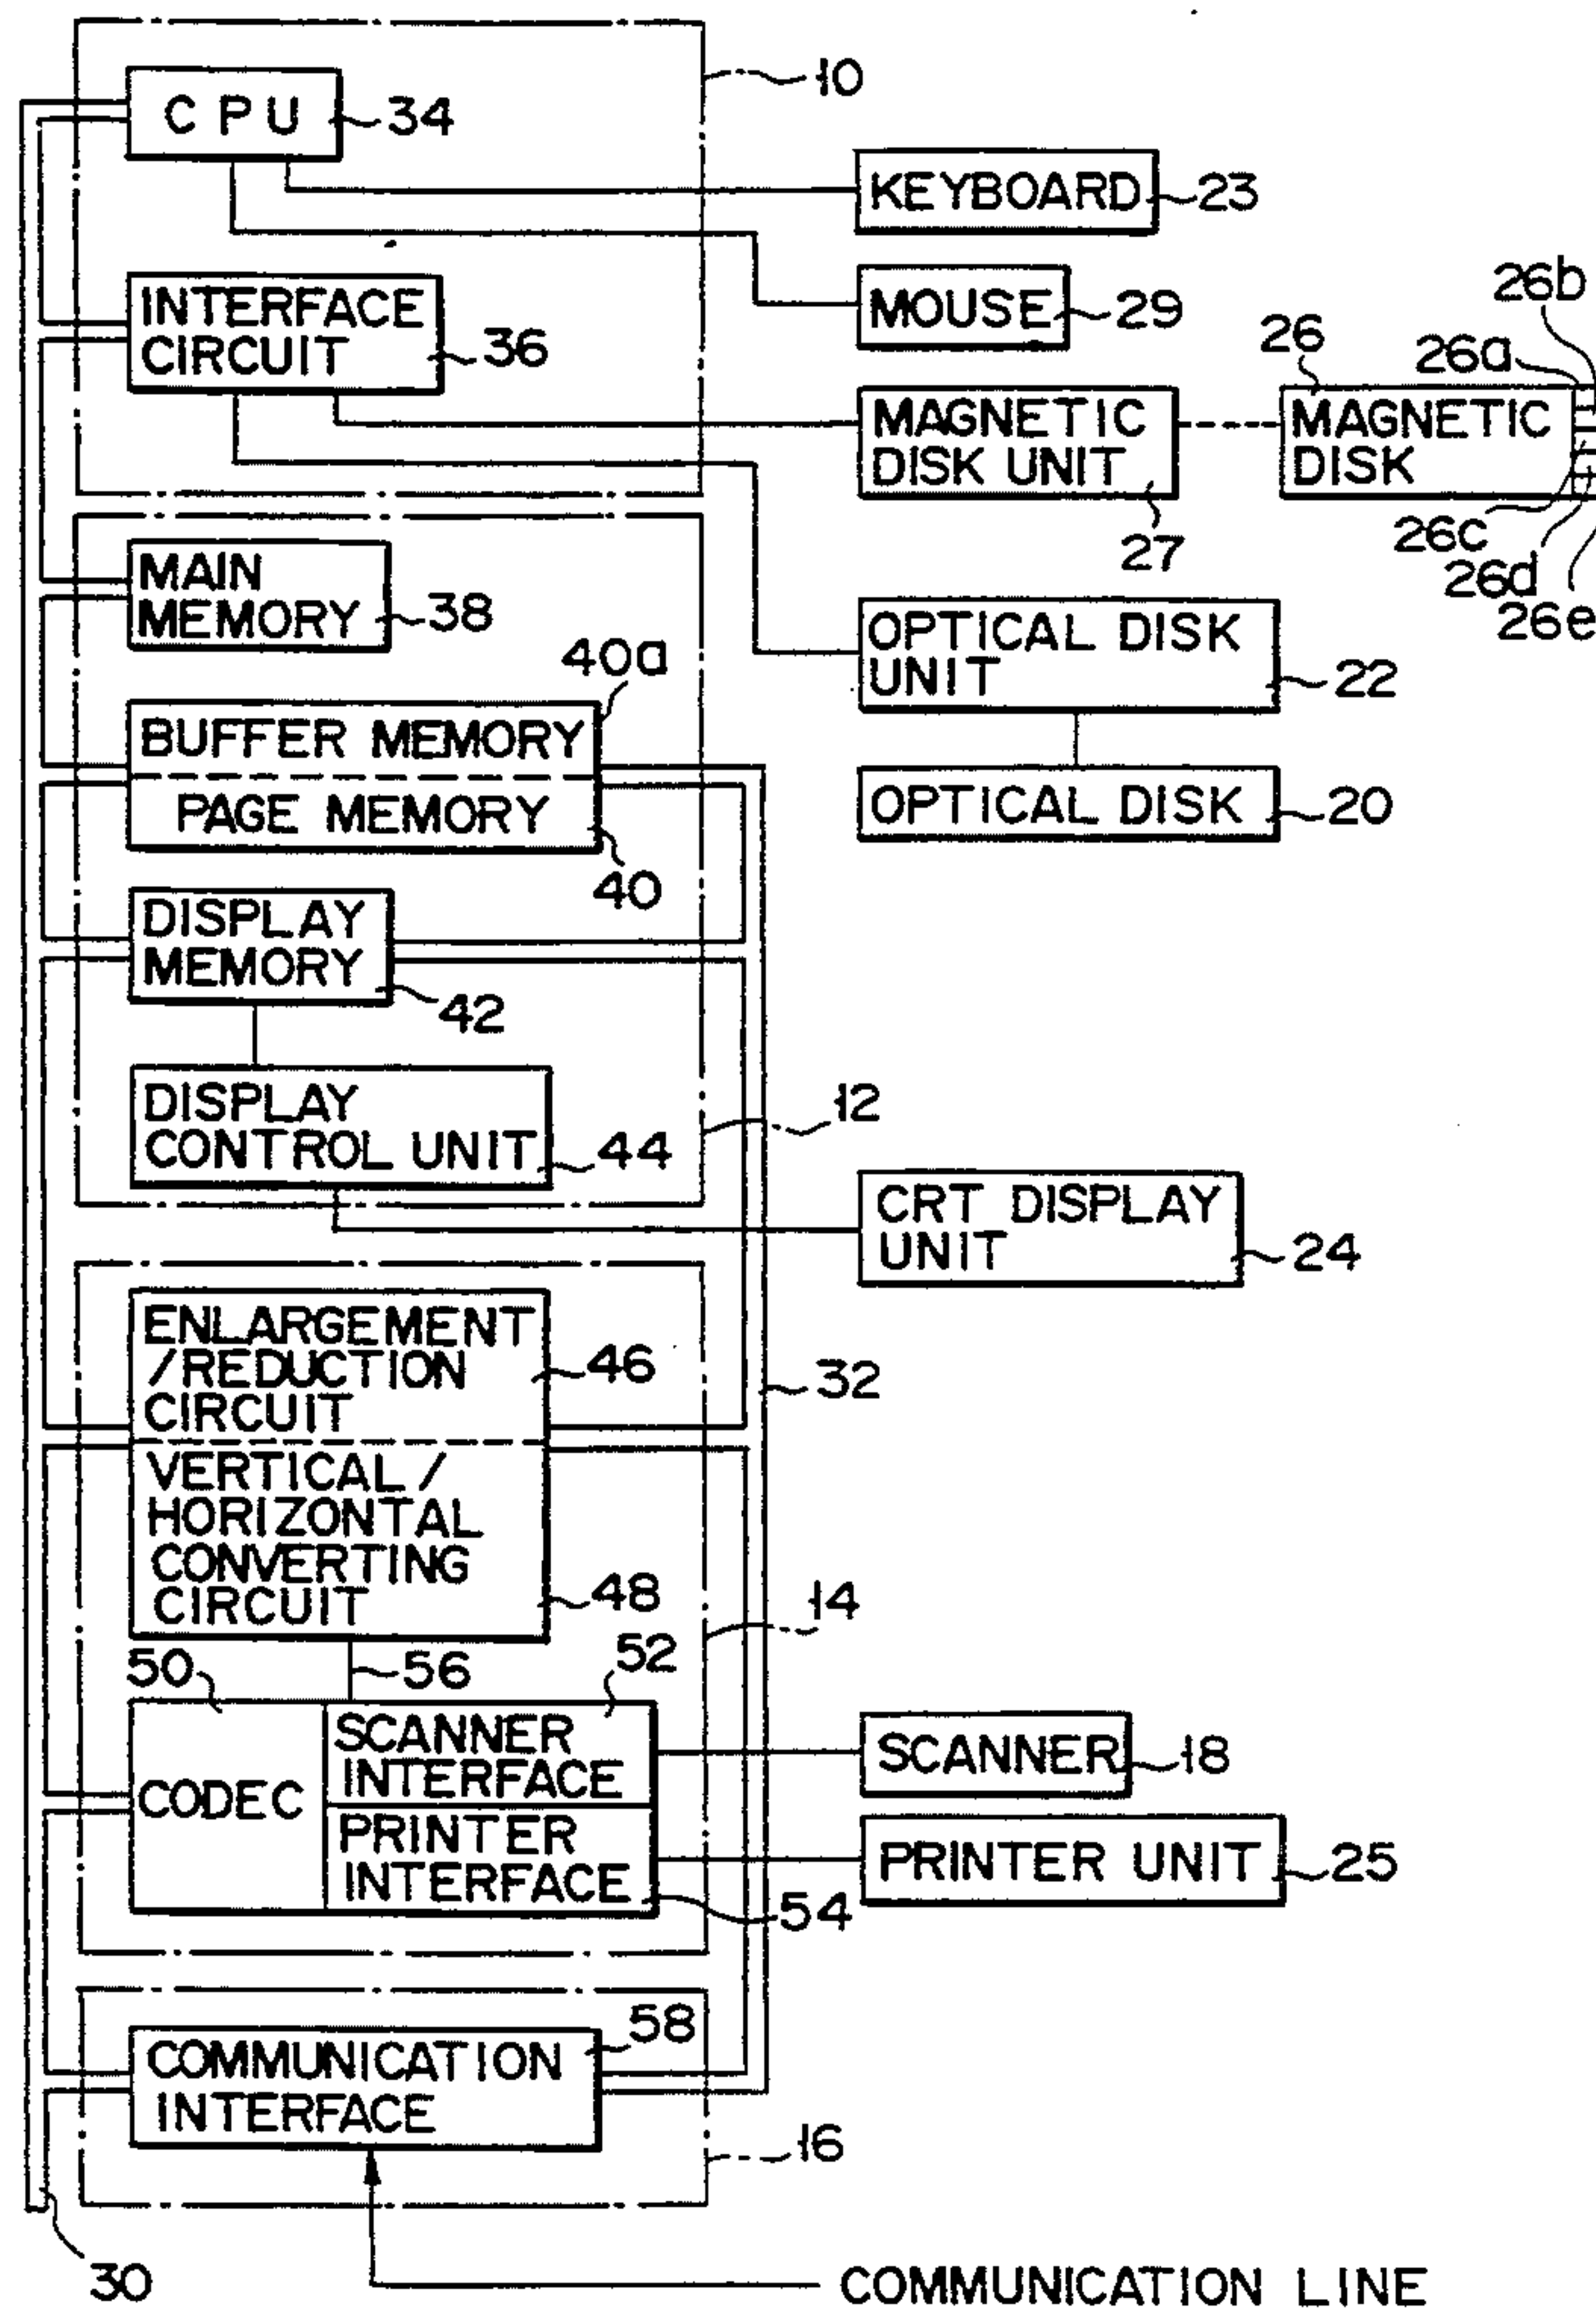 10
C P U
34
KEYBOARD
23
INTERFACE
CIRCUIT
36
MOUSE
29
26b
26
26a
MAGNETIC
DISK UNIT
27
MAGNETIC
DISK
26c
26d
26e
MAIN
MEMORY
38
OPTICAL DISK
UNIT
22
40a
BUFFER MEMORY
PAGE MEMORY
40
OPTICAL DISK
20
DISPLAY
MEMORY
42
DISPLAY
CONTROL UNIT
44
12
CRT DISPLAY
UNIT
24
ENLARGEMENT
/REDUCTION
CIRCUIT
46
32
VERTICAL /
HORIZONTAL
CONVERTING
CIRCUIT
48
14
50
56
52
CODEC
SCANNER
INTERFACE
SCANNER
18
PRINTER
INTERFACE
54
PRINTER UNIT
25
58
COMMUNICATION
INTERFACE
16
30
COMMUNICATION LINE